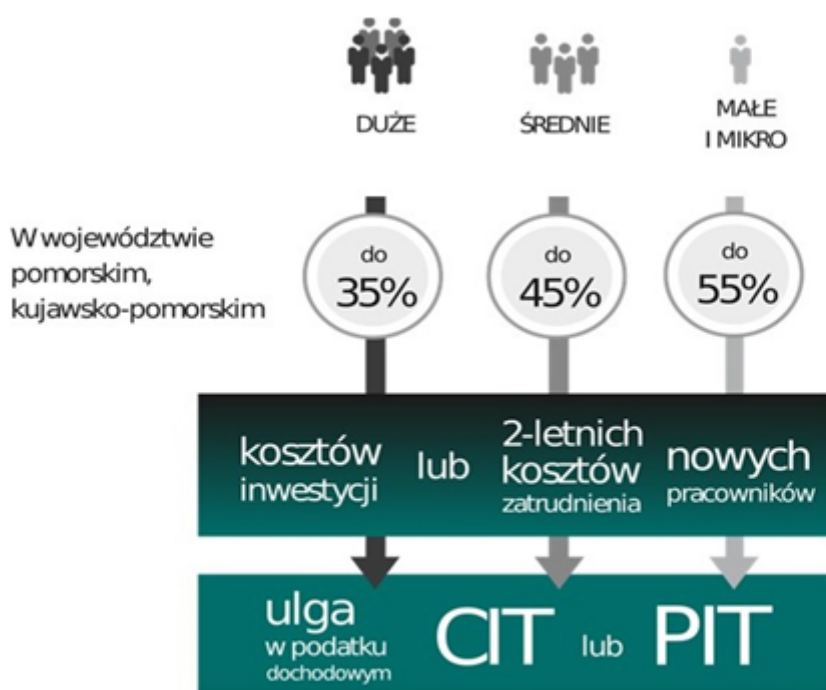 DUŻE
ŚREDNIE
MAŁE
I MIKRO
W województwie
pomorskim,
kujawsko-pomorskim
do
35%
do
45%
do
55%
kosztów
inwestycji
lub
2-letnich
kosztów
zatrudnienia
nowych
pracowników
ulga
w podatku
dochodowym
CIT lub PIT